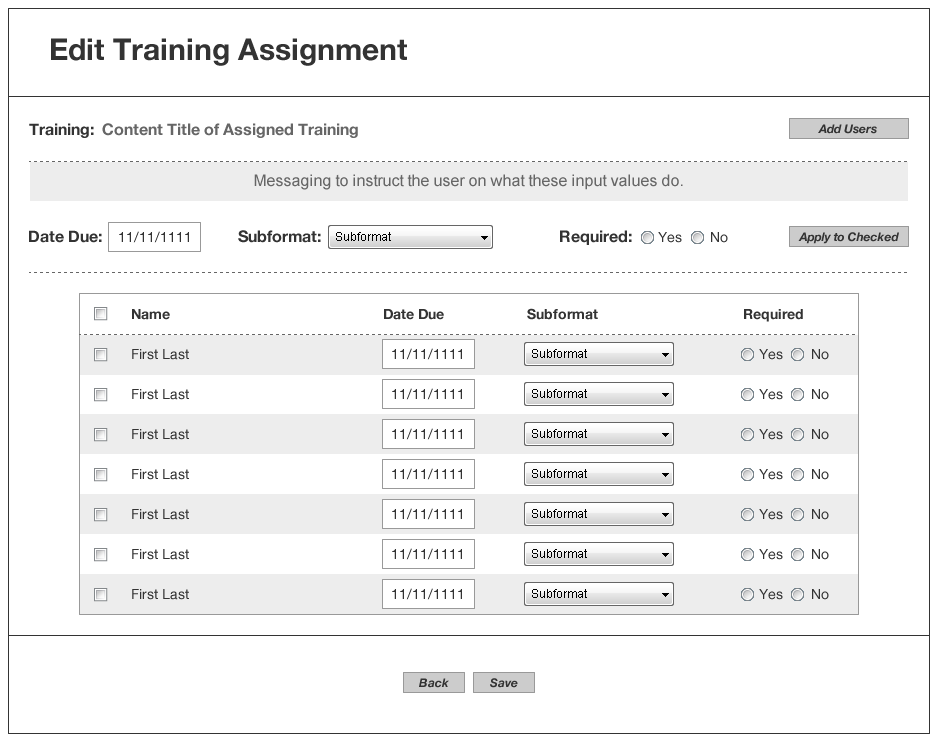 Edit Training Assignment
Training: Content Title of Assigned Training Add Users
Messaging to instruct the user on what these input values do.
Date Due: 11/11/1111 Subformat: Subformat Required: Yes No Apply to Checked
Name Date Due Subformat Required
First Last 11/11/1111 Subformat Yes No
First Last 11/11/1111 Subformat Yes No
First Last 11/11/1111 Subformat Yes No
First Last 11/11/1111 Subformat Yes No
First Last 11/11/1111 Subformat Yes No
First Last 11/11/1111 Subformat Yes No
First Last 11/11/1111 Subformat Yes No
Back Save